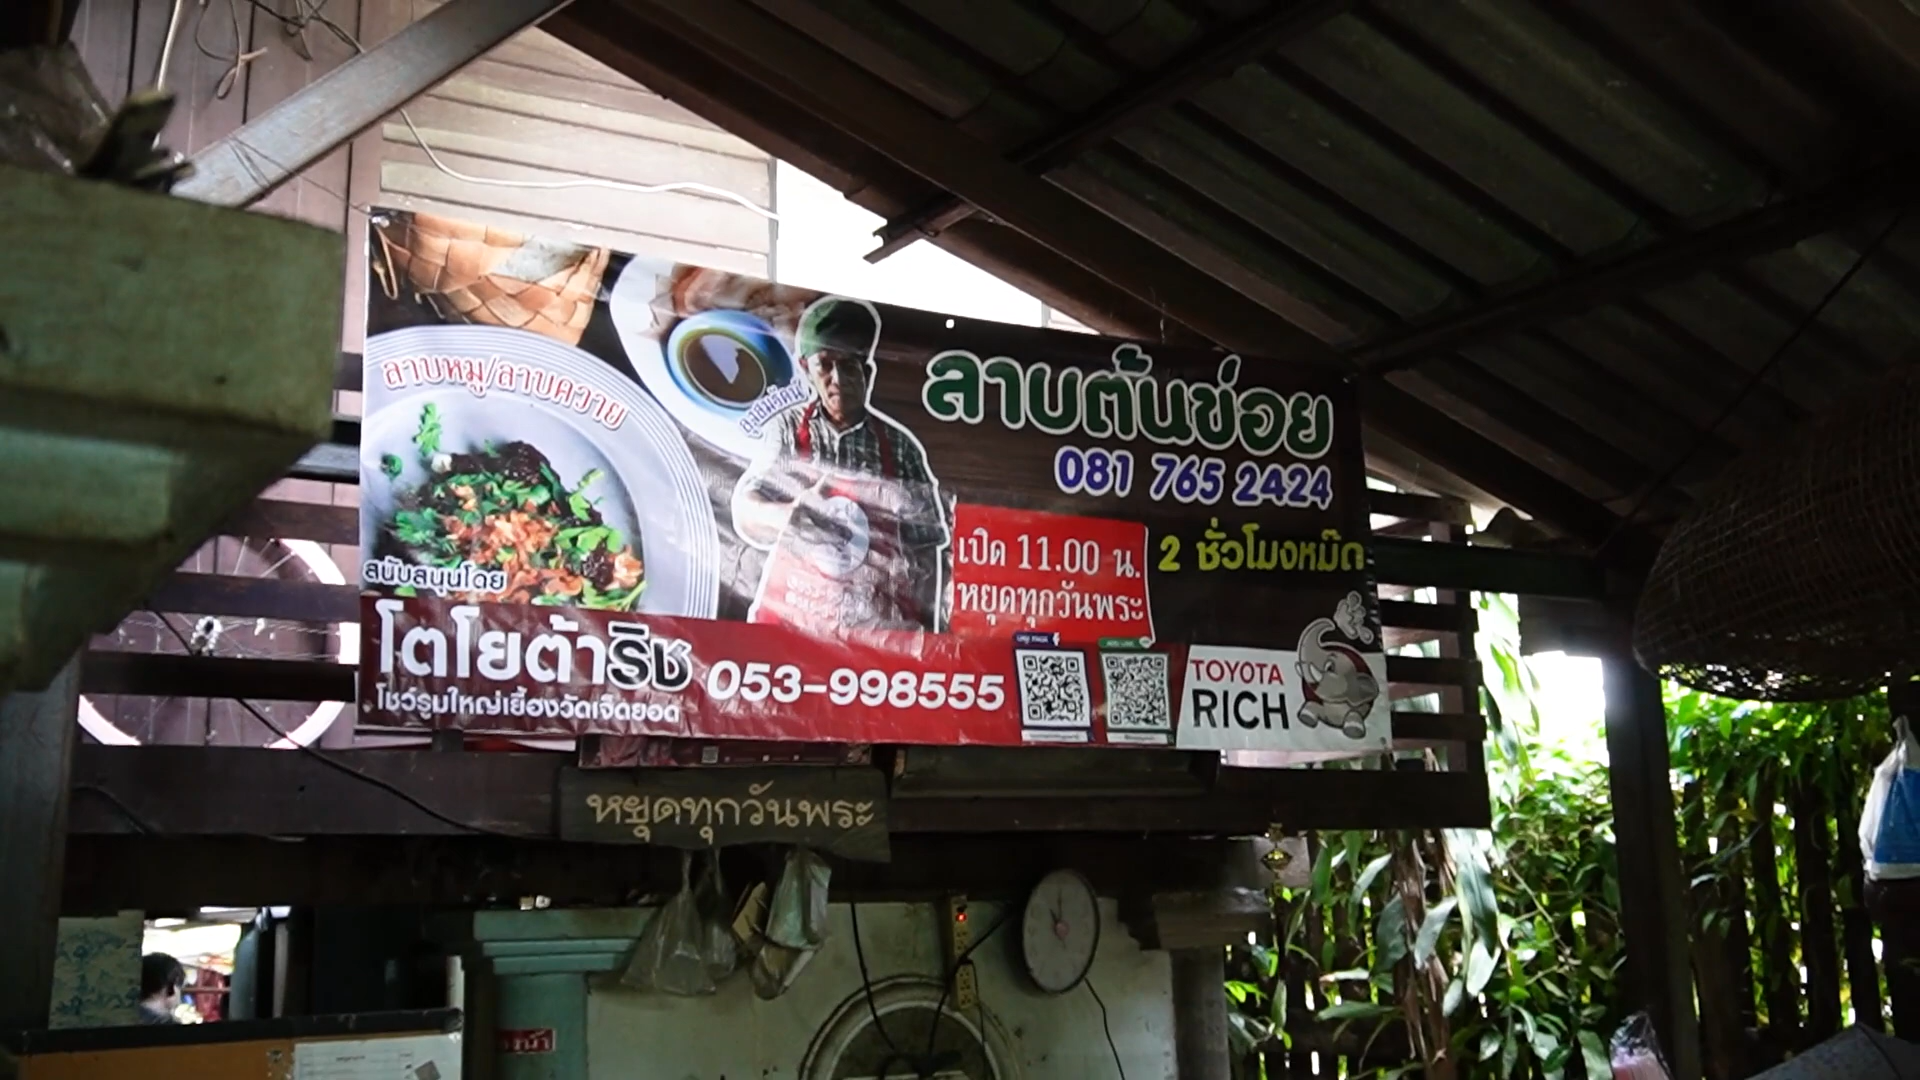 ลาบหมู/ลาบควาย
ลาบต้นข่อย
081 765 2424
เปิด 11.00 น.
หยุดทุกวันพระ
2 ชั่วโมงหม๊ด
สนับสนุนโดย
โตโยต้าริช
053-998555
โชว์รูมใหญ่เยื้องวัดเจ็ดยอด
TOYOTA
RICH
หยุดทุกวันพระ